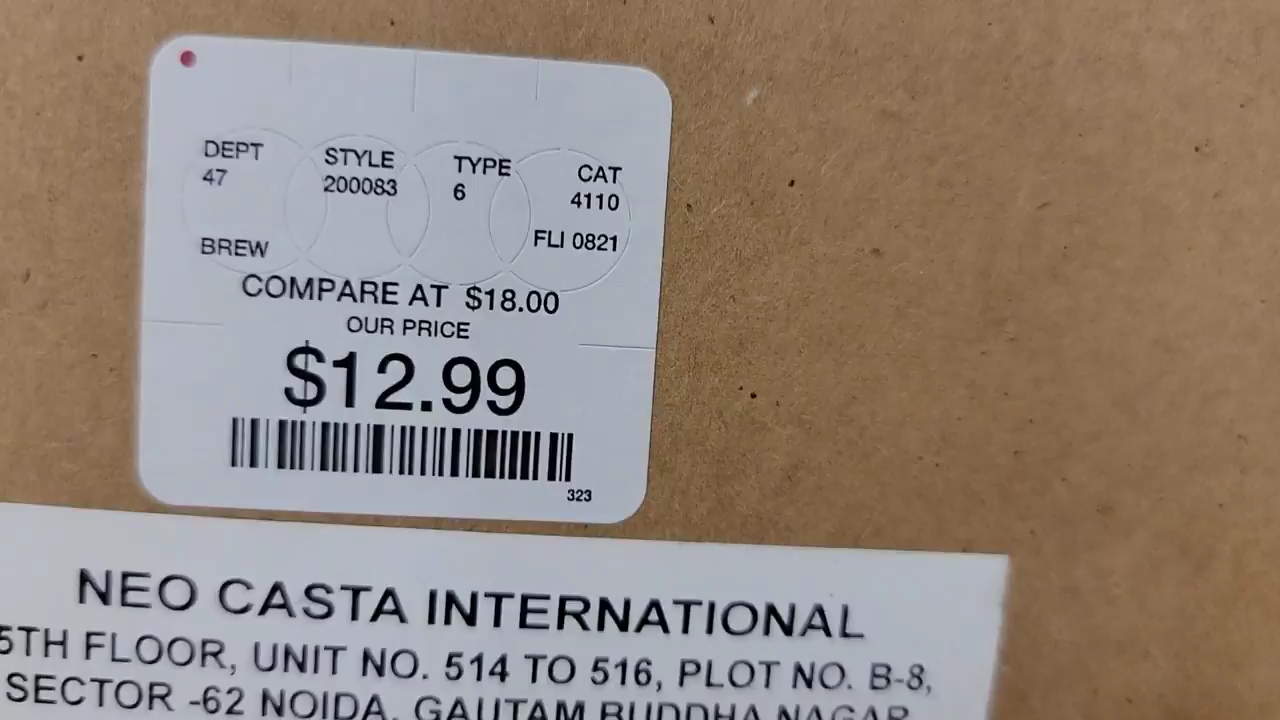 DEPT STYLE TYPE CAT
47 200083 6 4110
BREW FLI 0821
COMPARE AT $18.00
OUR PRICE
$12.99
323
NEO CASTA INTERNATIONAL
5TH FLOOR, UNIT NO. 514 TO 516, PLOT NO. B-8,
SECTOR -62 NOIDA, GAUTAM BUDDHA NAGAR